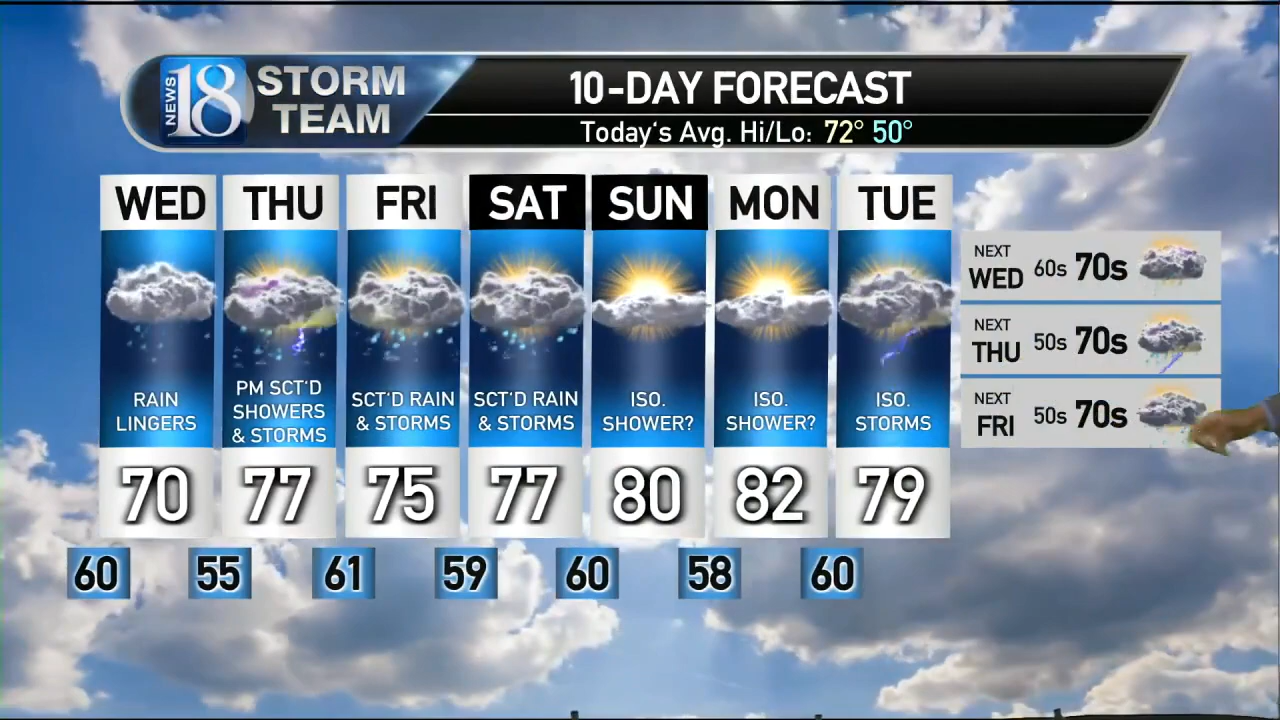 NEWS 18 STORM TEAM
10-DAY FORECAST
Today's Avg. Hi/Lo: 72° 50°
WED THU FRI SAT SUN MON TUE
RAIN
LINGERS
PM SCT'D
SHOWERS
& STORMS
SCT'D RAIN
& STORMS
SCT'D RAIN
& STORMS
ISO.
SHOWER?
ISO.
SHOWER?
ISO.
STORMS
70 77 75 77 80 82 79
60 55 61 59 60 58 60
NEXT
WED 60s 70s
NEXT
THU 50s 70s
NEXT
FRI 50s 70s